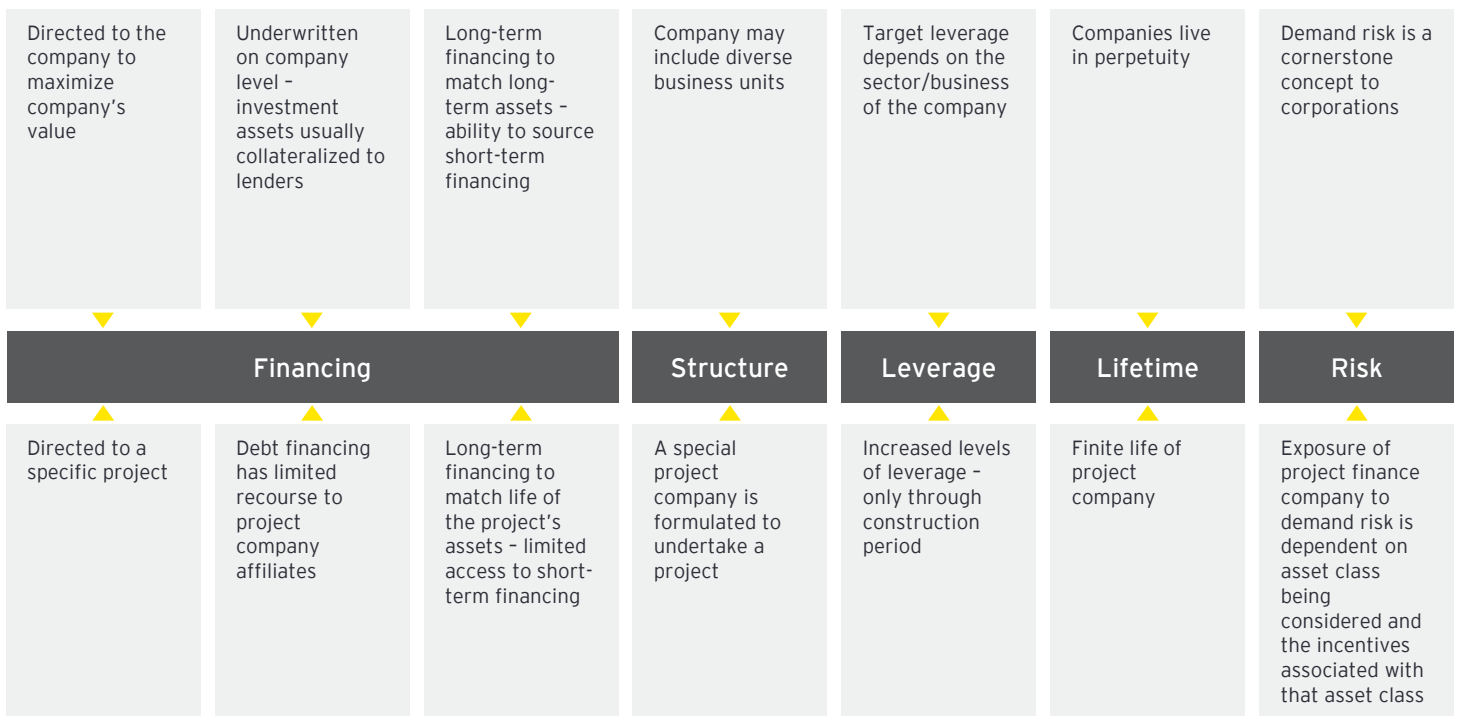 Directed to the
company to
maximize
company's
value
Underwritten
on company
level –
investment
assets usually
collateralized to
lenders
Long-term
financing to
match long-
term assets –
ability to source
short-term
financing
Company may
include diverse
business units
Target leverage
depends on the
sector/business
of the company
Companies live
in perpetuity
Demand risk is a
cornerstone
concept to
corporations
Financing
Structure
Leverage
Lifetime
Risk
Directed to a
specific project
Debt financing
has limited
recourse to
project
company
affiliates
Long-term
financing to
match life of
the project's
assets – limited
access to short-
term financing
A special
project
company is
formulated to
undertake a
project
Increased levels
of leverage –
only through
construction
period
Finite life of
project
company
Exposure of
project finance
company to
demand risk is
dependent on
asset class
being
considered and
the incentives
associated with
that asset class